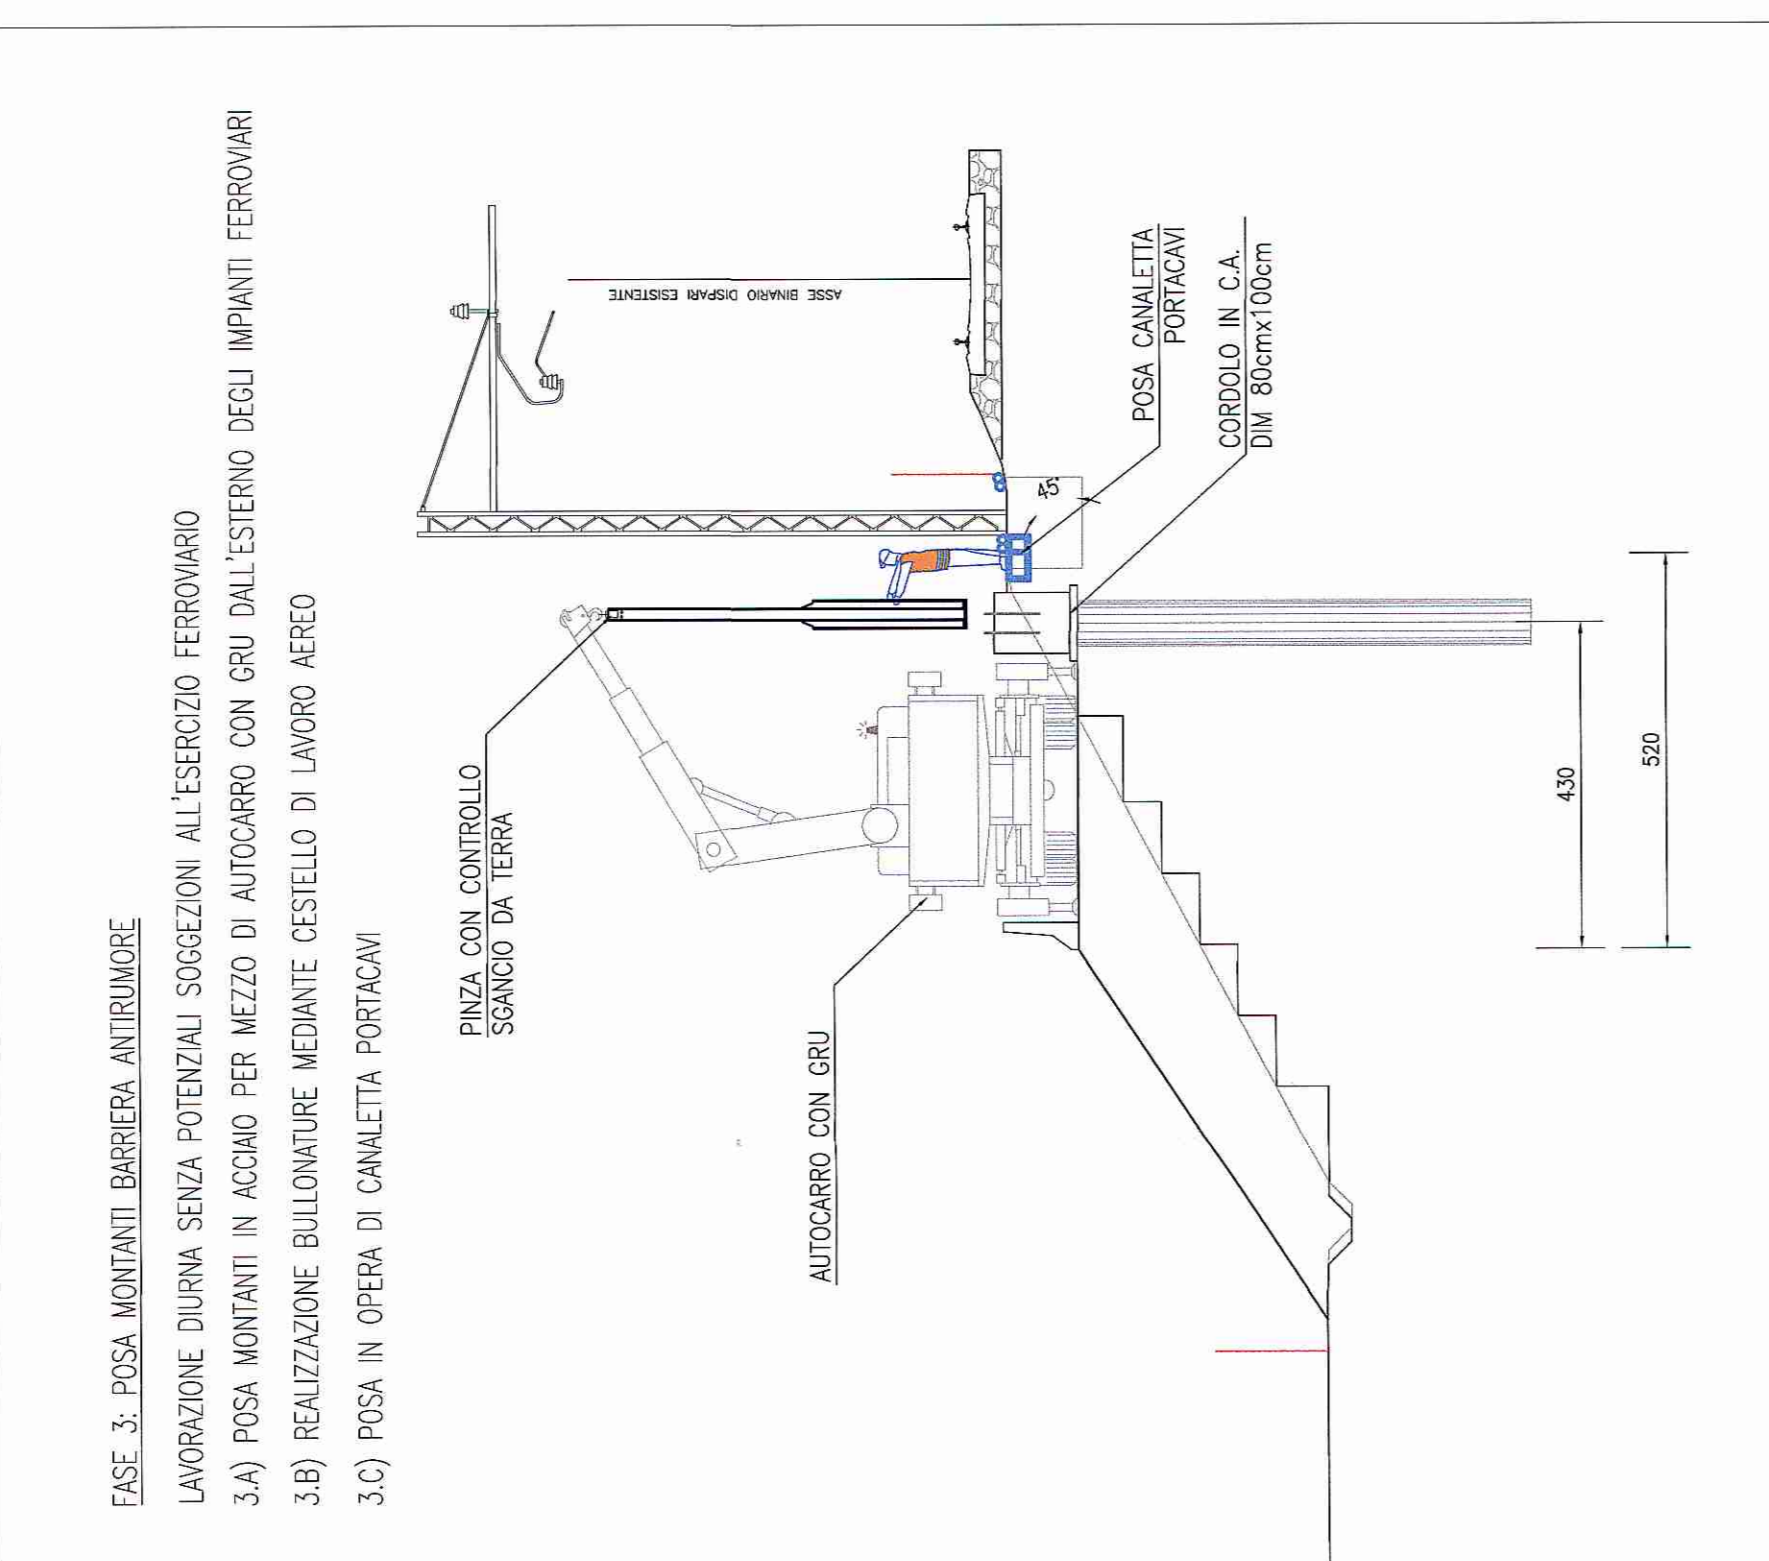 FASE 3: POSA MONTANTI BARRIERA ANTIRUMORE
LAVORAZIONE DIURNA SENZA POTENZIALI SOGGEZIONI ALL'ESERCIZIO FERROVIARIO
3.A) POSA MONTANTI IN ACCIAIO PER MEZZO DI AUTOCARRO CON GRU DALL'ESTERNO DEGLI IMPIANTI FERROVIARI
3.B) REALIZZAZIONE BULLONATURE MEDIANTE CESTELLO DI LAVORO AEREO
3.C) POSA IN OPERA DI CANALETTA PORTACAVI
PINZA CON CONTROLLO
SGANCIO DA TERRA
ASSE BINARIO DISPARI ESISTENTE
AUTOCARRO CON GRU
45°
POSA CANALETTA
PORTACAVI
CORDOLO IN C.A.
DIM 80cmx100cm
430
520